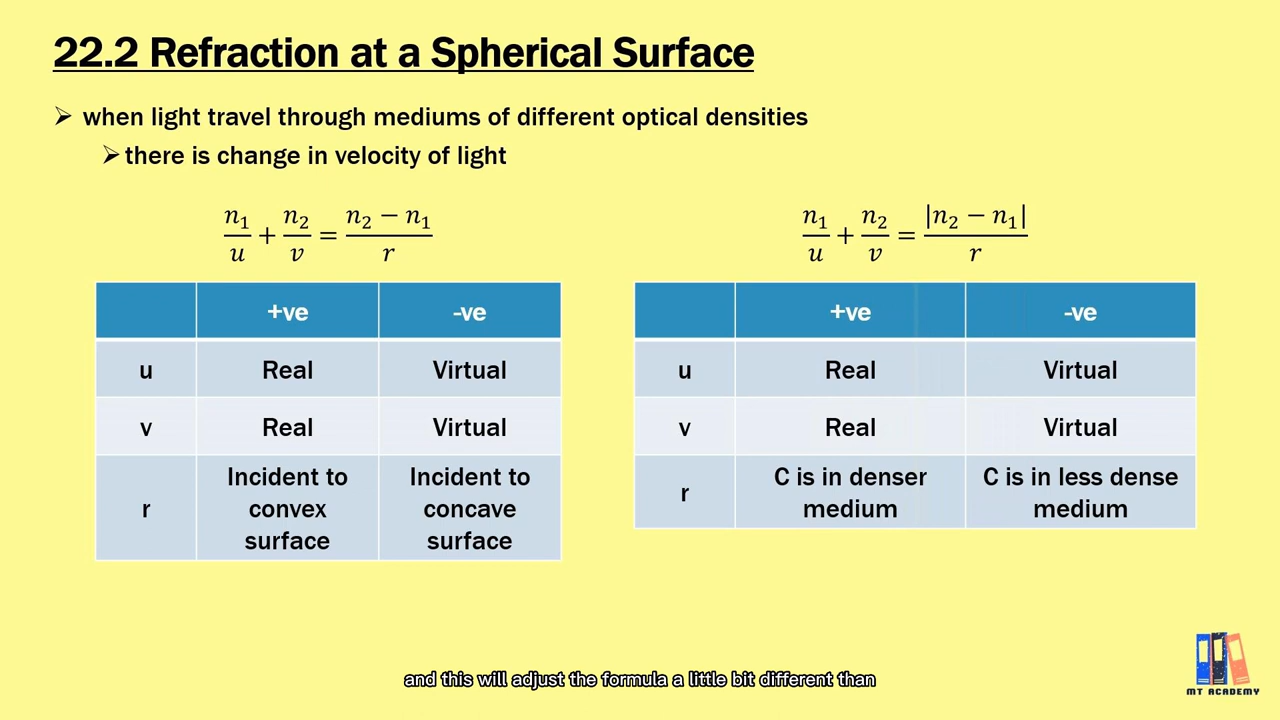 22.2 Refraction at a Spherical Surface
➢ when light travel through mediums of different optical densities
➢ there is change in velocity of light
n₁/u + n₂/v = (n₂ − n₁)/r
+ve -ve
u Real Virtual
v Real Virtual
r Incident to convex surface Incident to concave surface
n₁/u + n₂/v = |n₂ − n₁|/r
+ve -ve
u Real Virtual
v Real Virtual
r C is in denser medium C is in less dense medium
and this will adjust the formula a little bit different than
MT ACADEMY